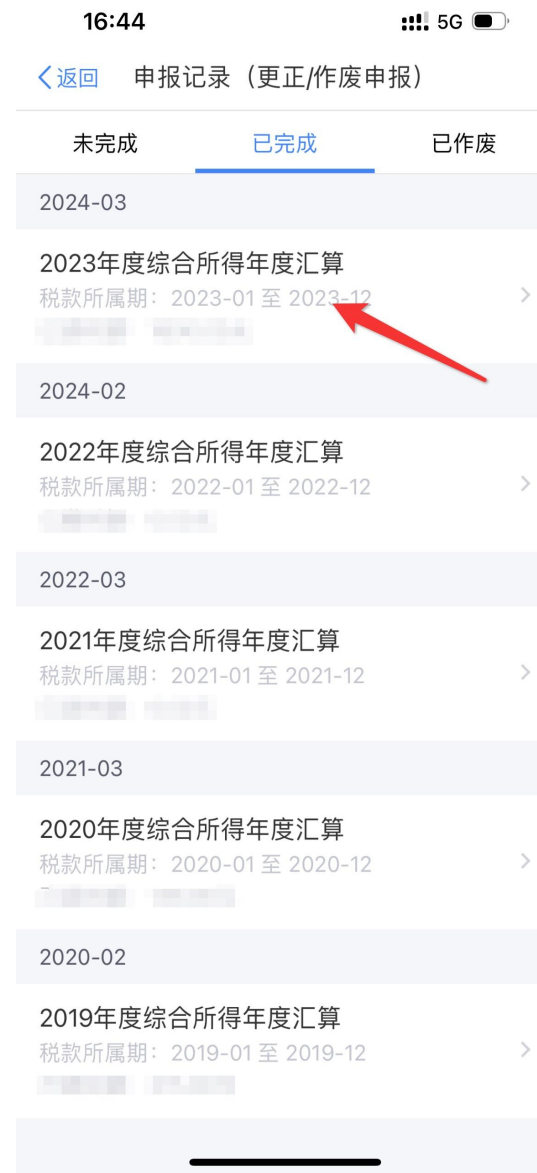 16:44
5G
返回
申报记录（更正/作废申报）
未完成
已完成
已作废
2024-03
2023年度综合所得年度汇算
税款所属期：2023-01 至 2023-12
2024-02
2022年度综合所得年度汇算
税款所属期：2022-01 至 2022-12
2022-03
2021年度综合所得年度汇算
税款所属期：2021-01 至 2021-12
2021-03
2020年度综合所得年度汇算
税款所属期：2020-01 至 2020-12
2020-02
2019年度综合所得年度汇算
税款所属期：2019-01 至 2019-12